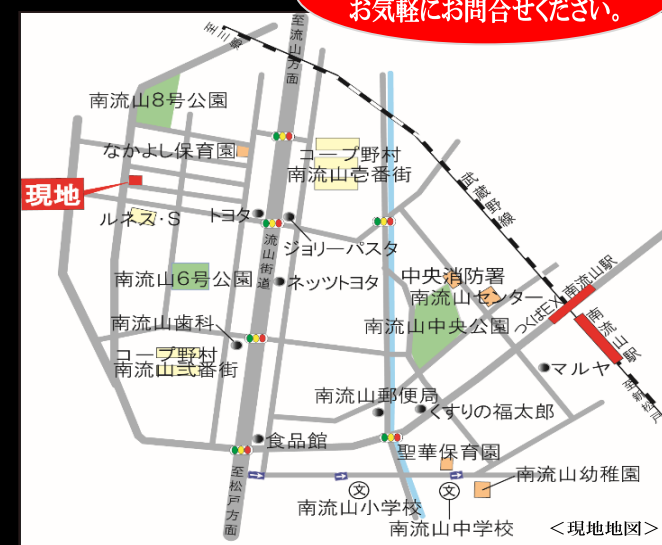 お気軽にお問合せください。
至三郷
至流山方面
南流山8号公園
なかよし保育園
コープ野村
南流山壱番街
武蔵野線
現地
ルネス・S
トヨタ
ジョリーパスタ
流山街道
南流山6号公園
ネッツトヨタ
中央消防署
南流山センター
つくばEX 南流山駅
南流山歯科
南流山中央公園
南流山駅
コープ野村
南流山弐番街
マルヤ
至新松戸
南流山郵便局
くすりの福太郎
食品館
聖華保育園
至松戸方面
南流山幼稚園
文
文
南流山小学校
南流山中学校
＜現地地図＞